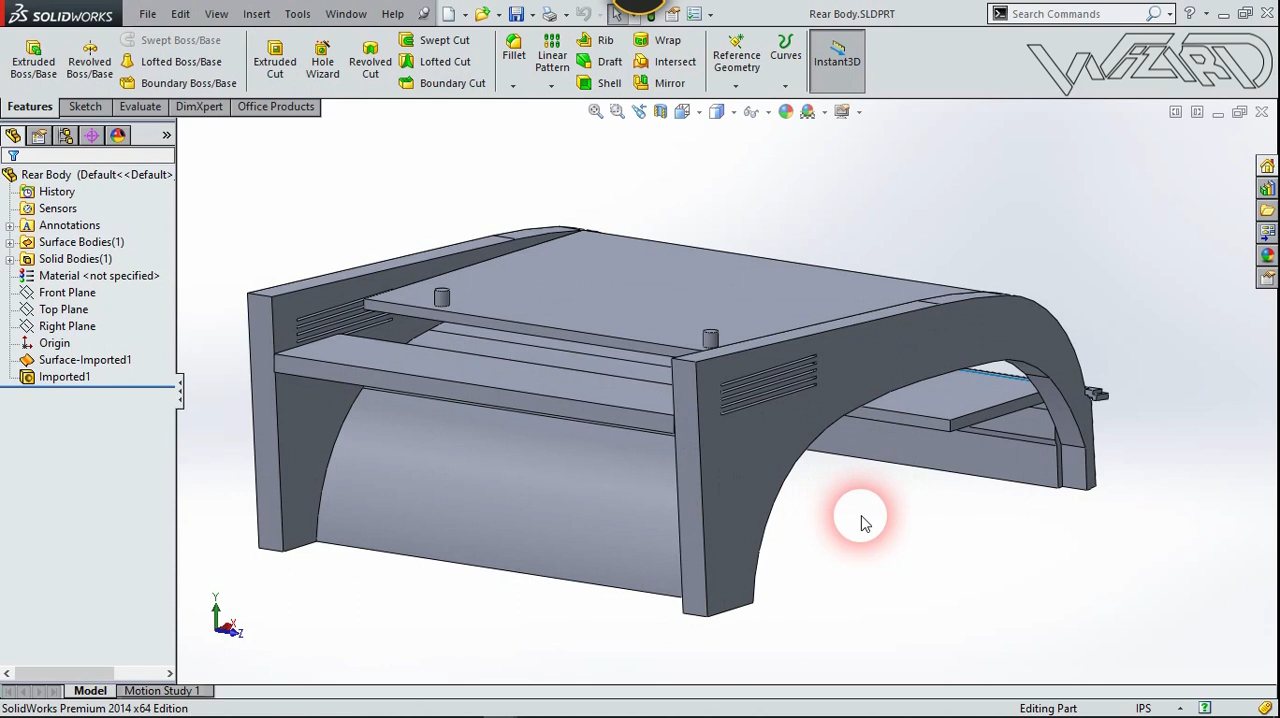 SOLIDWORKS File Edit View Insert Tools Window Help Rear Body.SLDPRT Search Commands
Extruded Boss/Base
Revolved Boss/Base
Swept Boss/Base
Lofted Boss/Base
Boundary Boss/Base
Extruded Cut
Hole Wizard
Revolved Cut
Swept Cut
Lofted Cut
Boundary Cut
Fillet
Linear Pattern
Rib
Draft
Shell
Wrap
Intersect
Mirror
Reference Geometry
Curves
Instant3D
WIZARD
Features Sketch Evaluate DimXpert Office Products
Rear Body (Default<<Default>
History
Sensors
Annotations
Surface Bodies(1)
Solid Bodies(1)
Material <not specified>
Front Plane
Top Plane
Right Plane
Origin
Surface-Imported1
Imported1
Y
X
Z
Model Motion Study 1
SolidWorks Premium 2014 x64 Edition Editing Part IPS